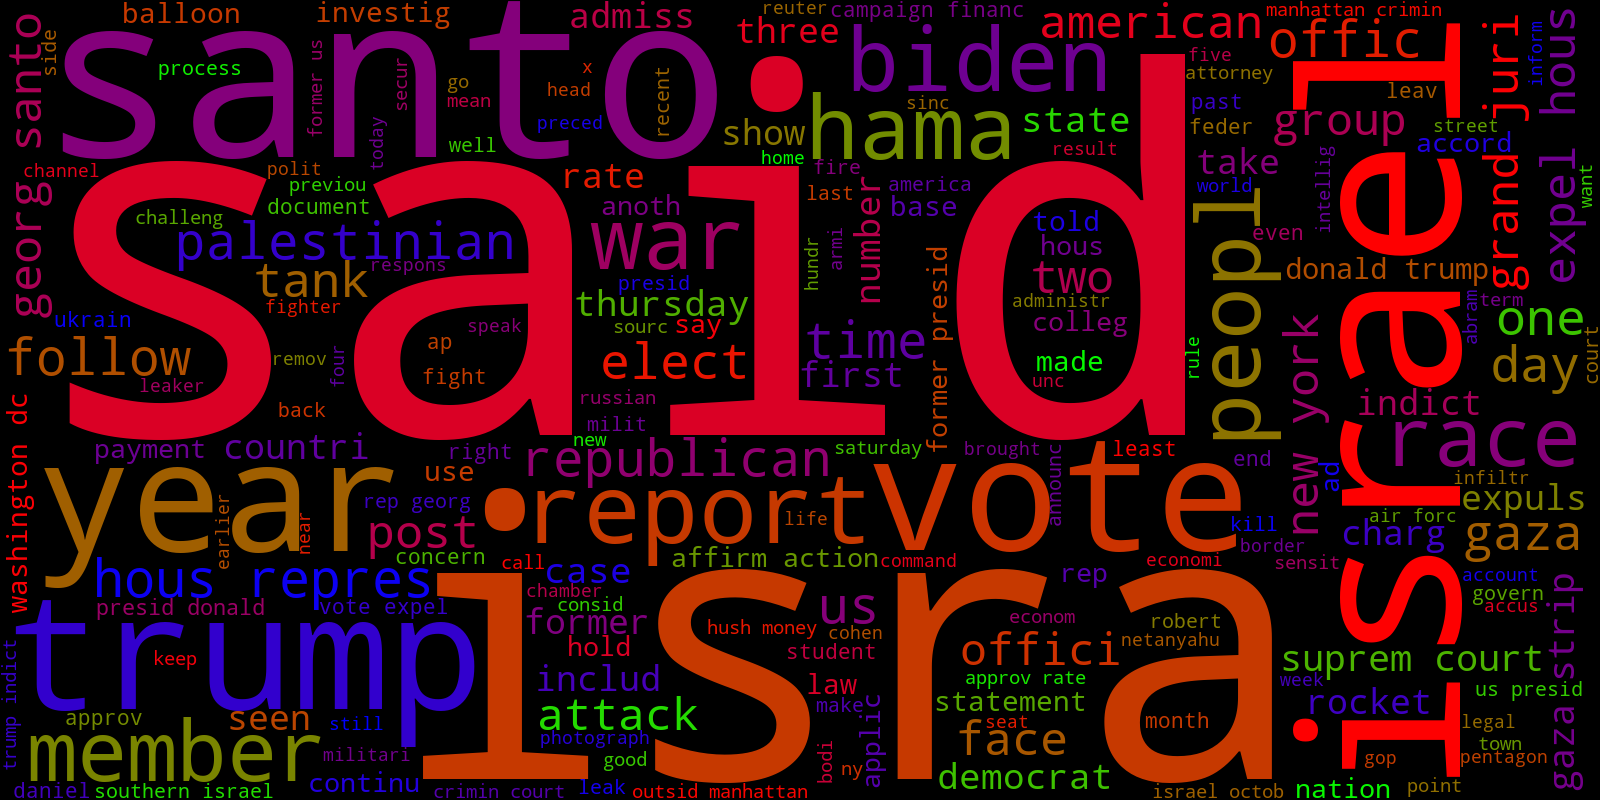 balloon
investig
admiss
reuter
campaign financ
manhattan crimin
santo
side
process
former us
secur
go
mean
x
head
recent
three
biden
american
offic
five
attorney
juri
hous
inform
georg santo
today
preced
well
show
home
hama
sinc
state
result
past
feder
leav
group
street
accord
channel
polit
previou
document
challeng
rate
anoth
fire
last
america
base
told
hous
take
world
intellig
grand juri
expel hous
want
said
palestinian
tank
respons
fighter
war
presid
thursday
sourc
say
hundr
armi
number
two
administr
colleg
peopl
even
donald trump
term
abram
one
ukrain
speak
time
former presid
rule
israel
follow
remov
four
ap
fight
elect
first
made
unc
day
court
leaker
back
russian
milit
new york
indict
washington dc
payment
countri
right
new
republican
saturday
brought
least
end
race
year
use
rep georg
report
vote
announc
ad
infiltr
expuls
earlier
near
post
concern
life
kill
border
air forc
charg
gaza
call
affirm action
command
economi
sensit
hous repres
case
chamber
rep
account
govern
accus
presid donald
vote expel
consid
us
econom
robert
netanyahu
trump
former
hush money
cohen
isra
offici
gaza strip
keep
hold
student
suprem court
trump indict
includ
law
approv rate
week
us presid
approv
seen
still
attack
make
applic
statement
seat
month
rocket
legal
member
militari
photograph
good
bodi
ny
face
town
gop
pentagon
daniel
southern israel
continu
crimin court
leak
outsid manhattan
democrat
israel octob
nation
point